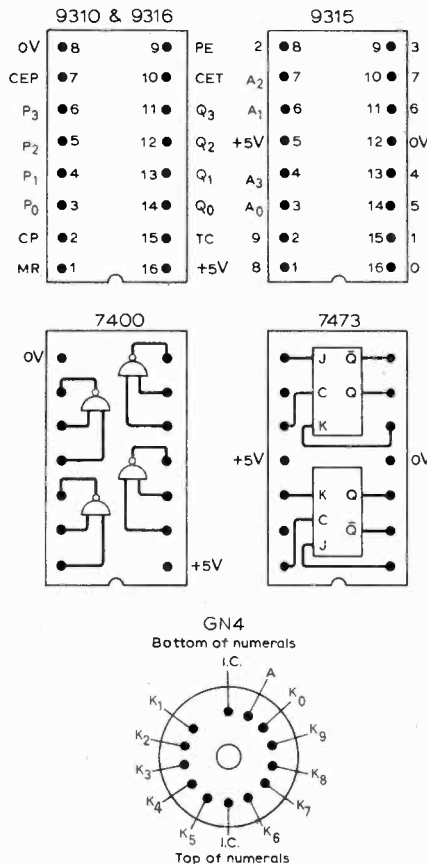 9310 & 9316
0V 8 9 PE
CEP 7 10 CET
P3 6 11 Q3
P2 5 12 Q2
P1 4 13 Q1
P0 3 14 Q0
CP 2 15 TC
MR 1 16 +5V
9315
2 8 9 3
A2 7 10 7
A1 6 11 6
+5V 5 12 0V
A3 4 13 4
A0 3 14 5
9 2 15 1
8 1 16 0
7400
0V
+5V
7473
J Q̄
C Q
K
+5V 0V
K Q
C Q̄
J
GN4
Bottom of numerals
I.C.
A
K0
K1
K9
K2
K8
K3
K7
K4
K6
K5
I.C.
Top of numerals